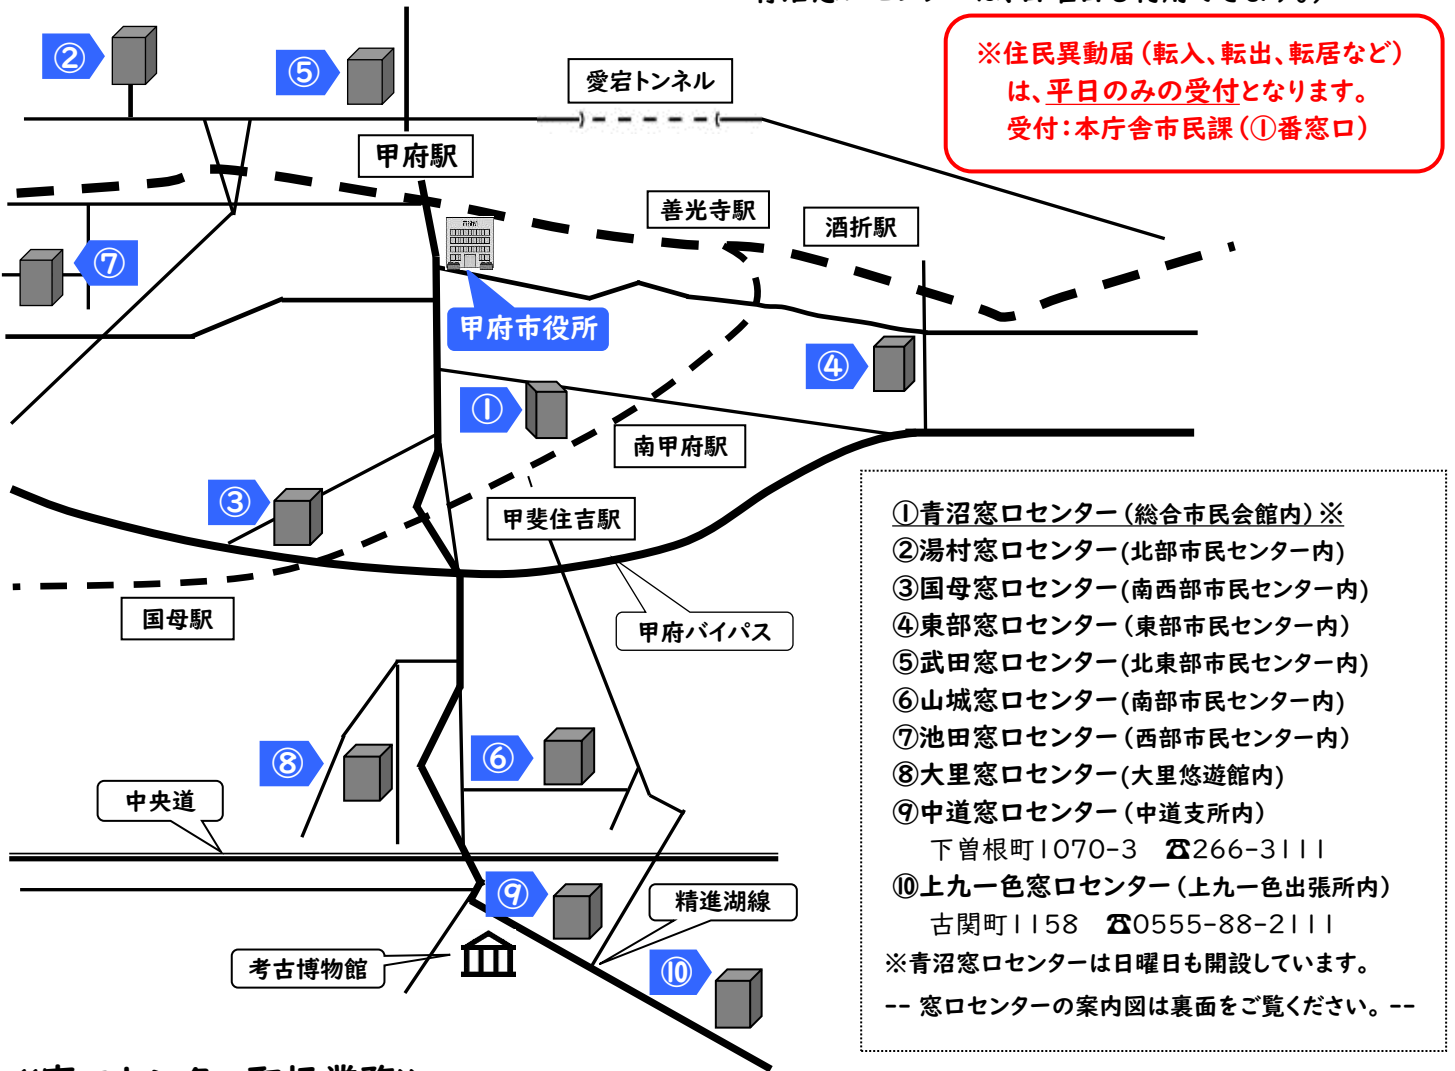 ※住民異動届（転入、転出、転居など）
は、平日のみの受付となります。
受付：本庁舎市民課（①番窓口）
②
⑤
愛宕トンネル
甲府駅
善光寺駅
酒折駅
⑦
甲府市役所
④
①
南甲府駅
③
甲斐住吉駅
国母駅
甲府バイパス
⑧
⑥
中央道
⑨
精進湖線
考古博物館
⑩
①青沼窓口センター（総合市民会館内）※
②湯村窓口センター（北部市民センター内）
③国母窓口センター（南西部市民センター内）
④東部窓口センター（東部市民センター内）
⑤武田窓口センター（北東部市民センター内）
⑥山城窓口センター（南部市民センター内）
⑦池田窓口センター（西部市民センター内）
⑧大里窓口センター（大里悠遊館内）
⑨中道窓口センター（中道支所内）
下曽根町1070-3　☎266-3111
⑩上九一色窓口センター（上九一色出張所内）
古関町1158　☎0555-88-2111
※青沼窓口センターは日曜日も開設しています。
-- 窓口センターの案内図は裏面をご覧ください。--